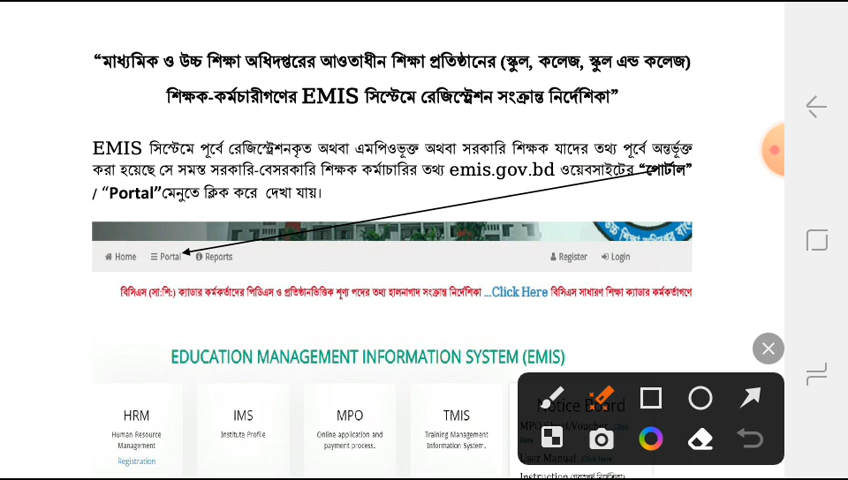 “মাধ্যমিক ও উচ্চ শিক্ষা অধিদপ্তরের আওতাধীন শিক্ষা প্রতিষ্ঠানের (স্কুল, কলেজ, স্কুল এন্ড কলেজ)
শিক্ষক-কর্মচারীগণের EMIS সিস্টেমে রেজিস্ট্রেশন সংক্রান্ত নির্দেশিকা”
EMIS সিস্টেমে পূর্বে রেজিস্ট্রেশনকৃত অথবা এমপিওভূক্ত অথবা সরকারি শিক্ষক যাদের তথ্য পূর্বে অন্তর্ভূক্ত
করা হয়েছে সে সমস্ত সরকারি-বেসরকারি শিক্ষক কর্মাচারির তথ্য emis.gov.bd ওয়েবসাইটের “পোর্টাল”
/ “Portal”মেনুতে ক্লিক করে দেখা যায়।
Home Portal Reports Register Login
বিসিএস (সা:শি:) ক্যাডার কর্মকর্তাদের পিডিএস ও প্রতিষ্ঠানভিত্তিক শূণ্য পদের তথ্য হালনাগাদ সংক্রান্ত নির্দেশিকা ...Click Here বিসিএস সাধারণ শিক্ষা ক্যাডার কর্মকর্তাগণে
EDUCATION MANAGEMENT INFORMATION SYSTEM (EMIS)
HRM
Human Resource
Management
Registration
IMS
Institute Profile
MPO
Online application and
payment process.
TMIS
Training Management
Information System.
Notice Board
MPO Sheet/Voucher
User Manual
Instruction